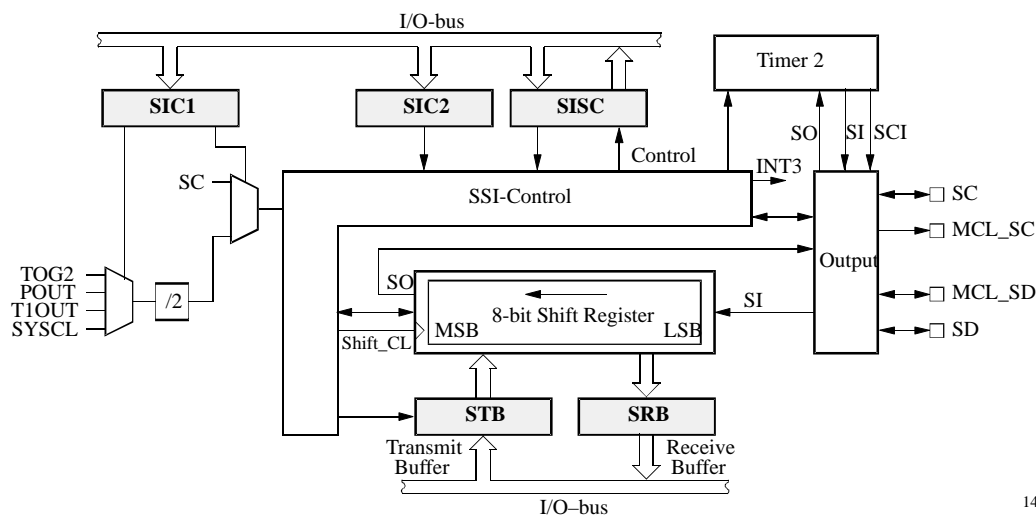 I/O-bus
Timer 2
SIC1
SIC2
SISC
SO
SI
SCI
Control
INT3
SC
SSI-Control
SC
MCL_SC
Output
TOG2
POUT
T1OUT
SYSCL
/2
SO
SI
MCL_SD
SD
8-bit Shift Register
MSB
LSB
Shift_CL
STB
SRB
Transmit
Buffer
Receive
Buffer
I/O–bus
14